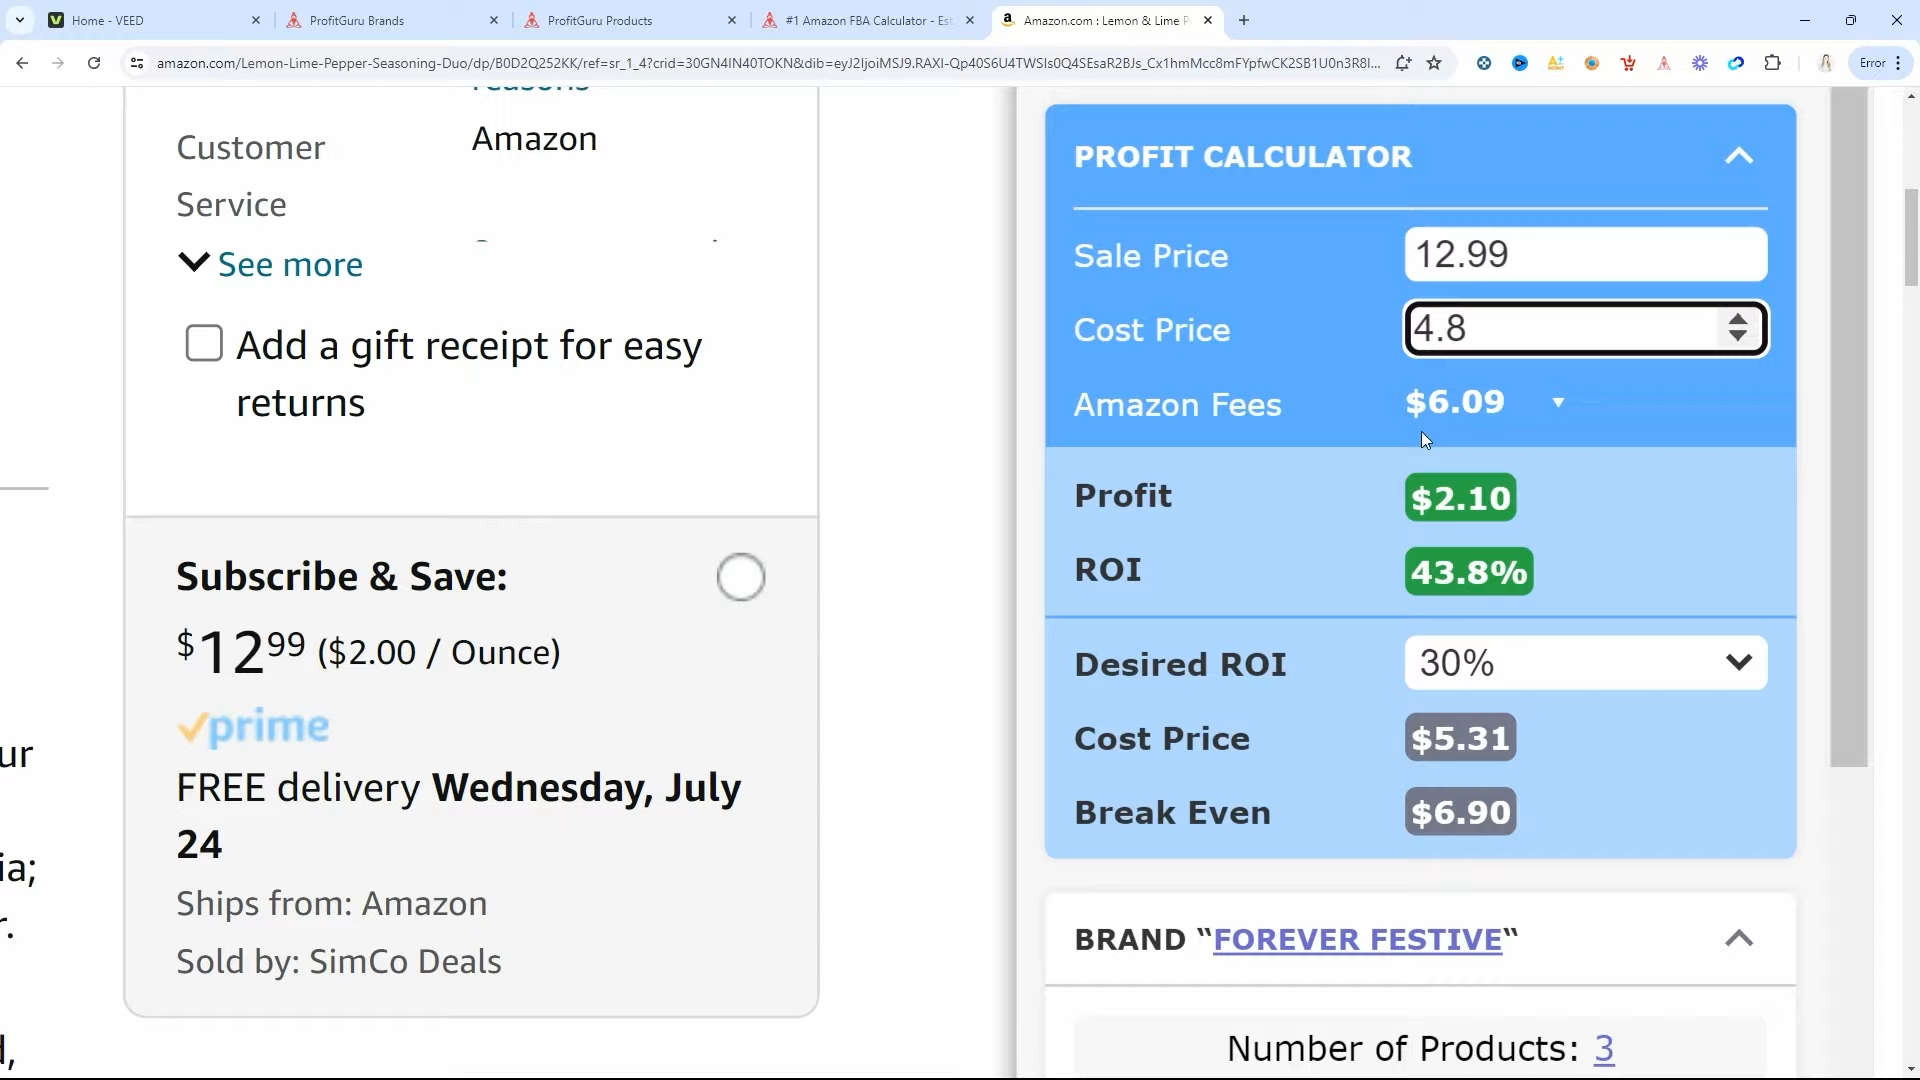 Home - VEED
ProfitGuru Brands
ProfitGuru Products
#1 Amazon FBA Calculator - Es
Amazon.com : Lemon & Lime P
amazon.com/Lemon-Lime-Pepper-Seasoning-Duo/dp/B0D2Q252KK/ref=sr_1_4?crid=30GN4IN40TOKN&dib=eyJ2IjoiMSJ9.RAXI-Qp40S6U4TWSIs0Q4SEsaR2BJs_Cx1hmMcc8mFYpfwCK2SB1U0n3R8I...
Error
reasons
Customer
Service
Amazon
See more
Add a gift receipt for easy
returns
Subscribe & Save:
$12 99 ($2.00 / Ounce)
prime
FREE delivery Wednesday, July
24
Ships from: Amazon
Sold by: SimCo Deals
PROFIT CALCULATOR
Sale Price 12.99
Cost Price 4.8
Amazon Fees $6.09
Profit $2.10
ROI 43.8%
Desired ROI 30%
Cost Price $5.31
Break Even $6.90
BRAND “FOREVER FESTIVE“
Number of Products: 3